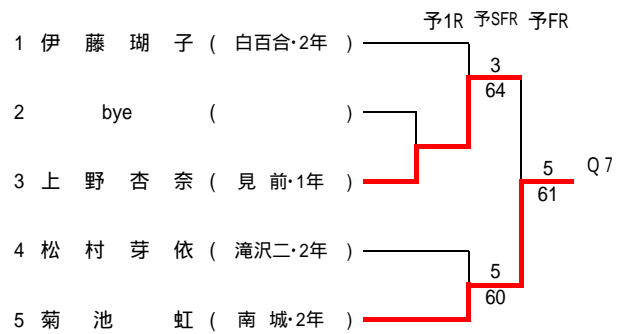 予1R 予SFR 予FR
1 伊藤瑚子 ( 白百合・2年 )
3
64
2 bye ( )
3 上野杏奈 ( 見前・1年 )
5
61
Q7
4 松村芽依 ( 滝沢二・2年 )
5
60
5 菊池虹 ( 南城・2年 )